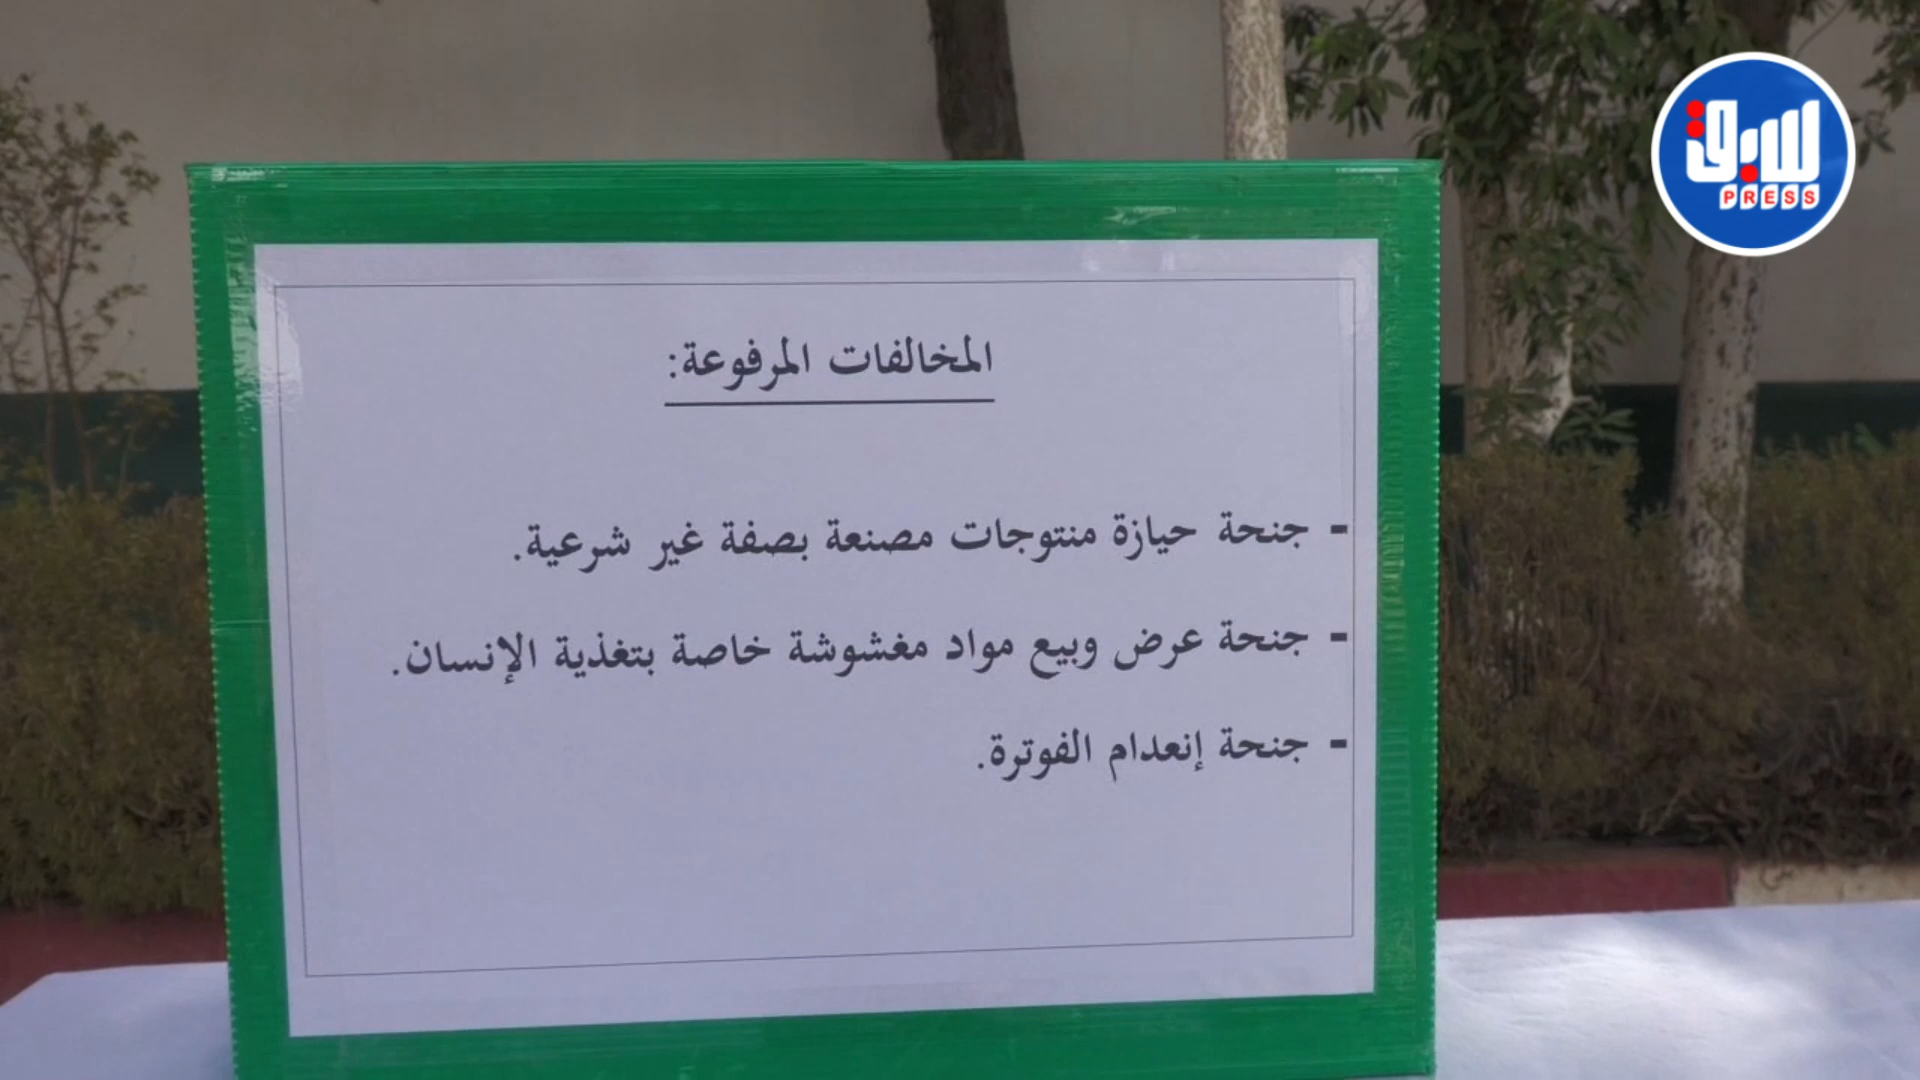 سبق
PRESS
المخالفات المرفوعة:
- جنحة حيازة منتوجات مصنعة بصفة غير شرعية.
- جنحة عرض وبيع مواد مغشوشة خاصة بتغذية الإنسان.
- جنحة إنعدام الفوترة.